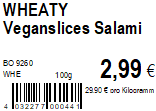 WHEATY
Veganslices Salami
BO 9260
WHE 100g
2,99 €
29.90 € pro Kilogramm
4 032277 000441